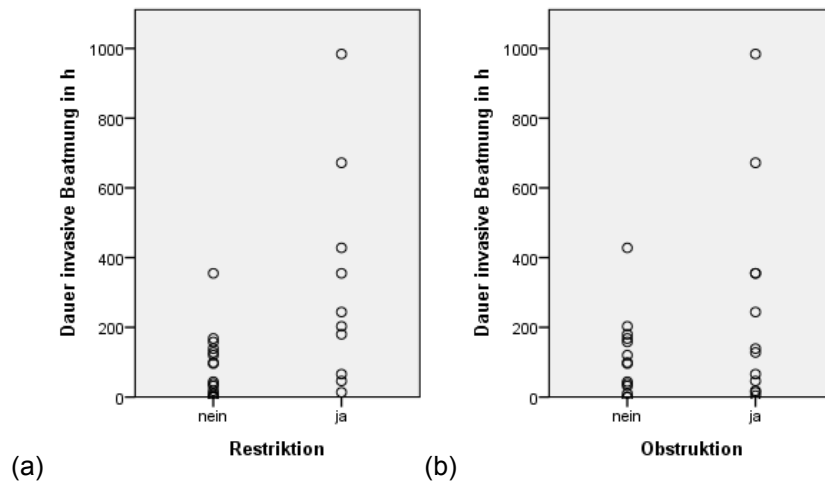 Dauer invasive Beatmung in h
1000
800
600
400
200
0
nein
ja
Restriktion
(a)
Dauer invasive Beatmung in h
1000
800
600
400
200
0
nein
ja
Obstruktion
(b)